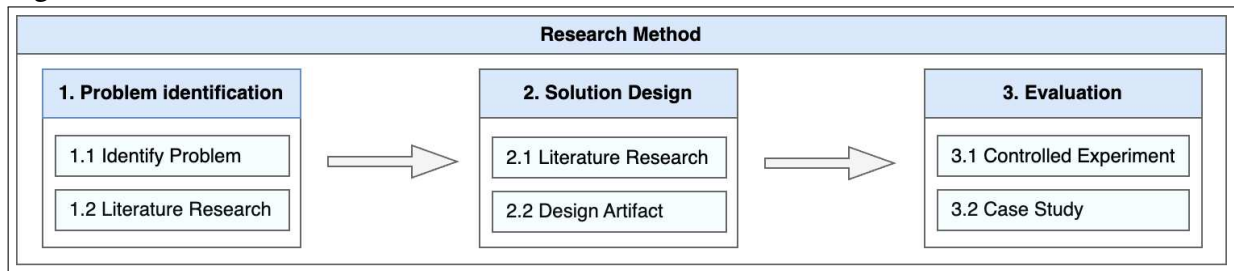 Research Method
1. Problem identification
1.1 Identify Problem
1.2 Literature Research
2. Solution Design
2.1 Literature Research
2.2 Design Artifact
3. Evaluation
3.1 Controlled Experiment
3.2 Case Study